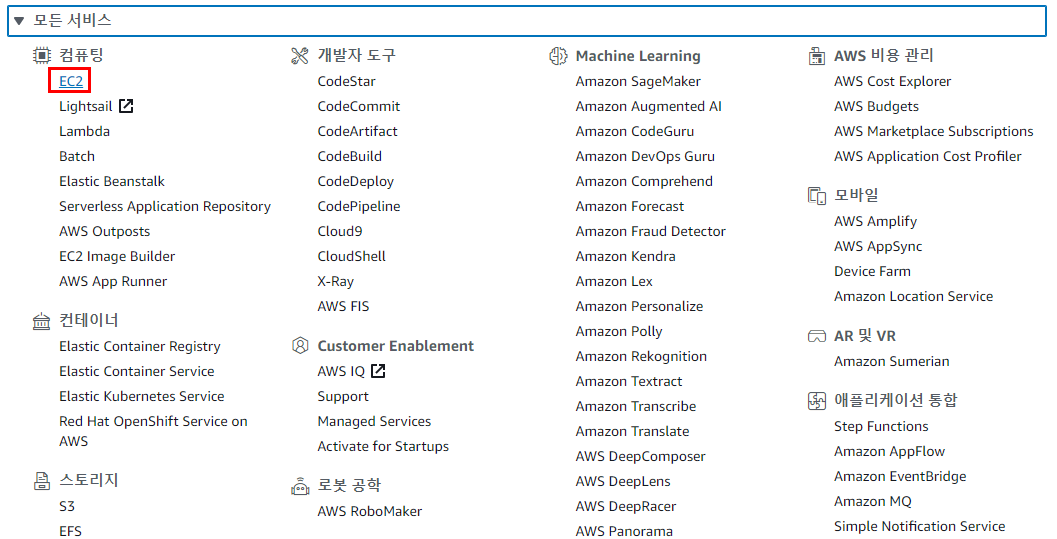 모든 서비스
컴퓨팅
EC2
Lightsail
Lambda
Batch
Elastic Beanstalk
Serverless Application Repository
AWS Outposts
EC2 Image Builder
AWS App Runner
컨테이너
Elastic Container Registry
Elastic Container Service
Elastic Kubernetes Service
Red Hat OpenShift Service on
AWS
스토리지
S3
EFS
개발자 도구
CodeStar
CodeCommit
CodeArtifact
CodeBuild
CodeDeploy
CodePipeline
Cloud9
CloudShell
X-Ray
AWS FIS
Customer Enablement
AWS IQ
Support
Managed Services
Activate for Startups
로봇 공학
AWS RoboMaker
Machine Learning
Amazon SageMaker
Amazon Augmented AI
Amazon CodeGuru
Amazon DevOps Guru
Amazon Comprehend
Amazon Forecast
Amazon Fraud Detector
Amazon Kendra
Amazon Lex
Amazon Personalize
Amazon Polly
Amazon Rekognition
Amazon Textract
Amazon Transcribe
Amazon Translate
AWS DeepComposer
AWS DeepLens
AWS DeepRacer
AWS Panorama
AWS 비용 관리
AWS Cost Explorer
AWS Budgets
AWS Marketplace Subscriptions
AWS Application Cost Profiler
모바일
AWS Amplify
AWS AppSync
Device Farm
Amazon Location Service
AR 및 VR
Amazon Sumerian
애플리케이션 통합
Step Functions
Amazon AppFlow
Amazon EventBridge
Amazon MQ
Simple Notification Service